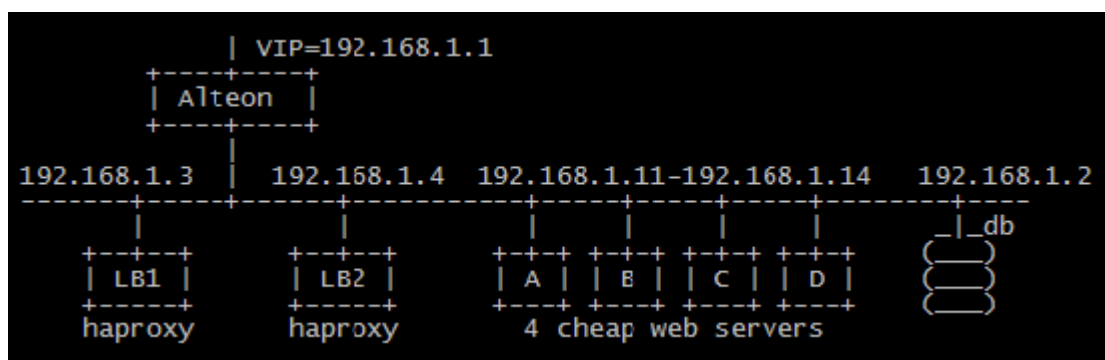 VIP=192.168.1.1
Alteon
192.168.1.3 192.168.1.4 192.168.1.11-192.168.1.14 192.168.1.2
db
LB1 LB2 A B C D
haproxy haproxy 4 cheap web servers